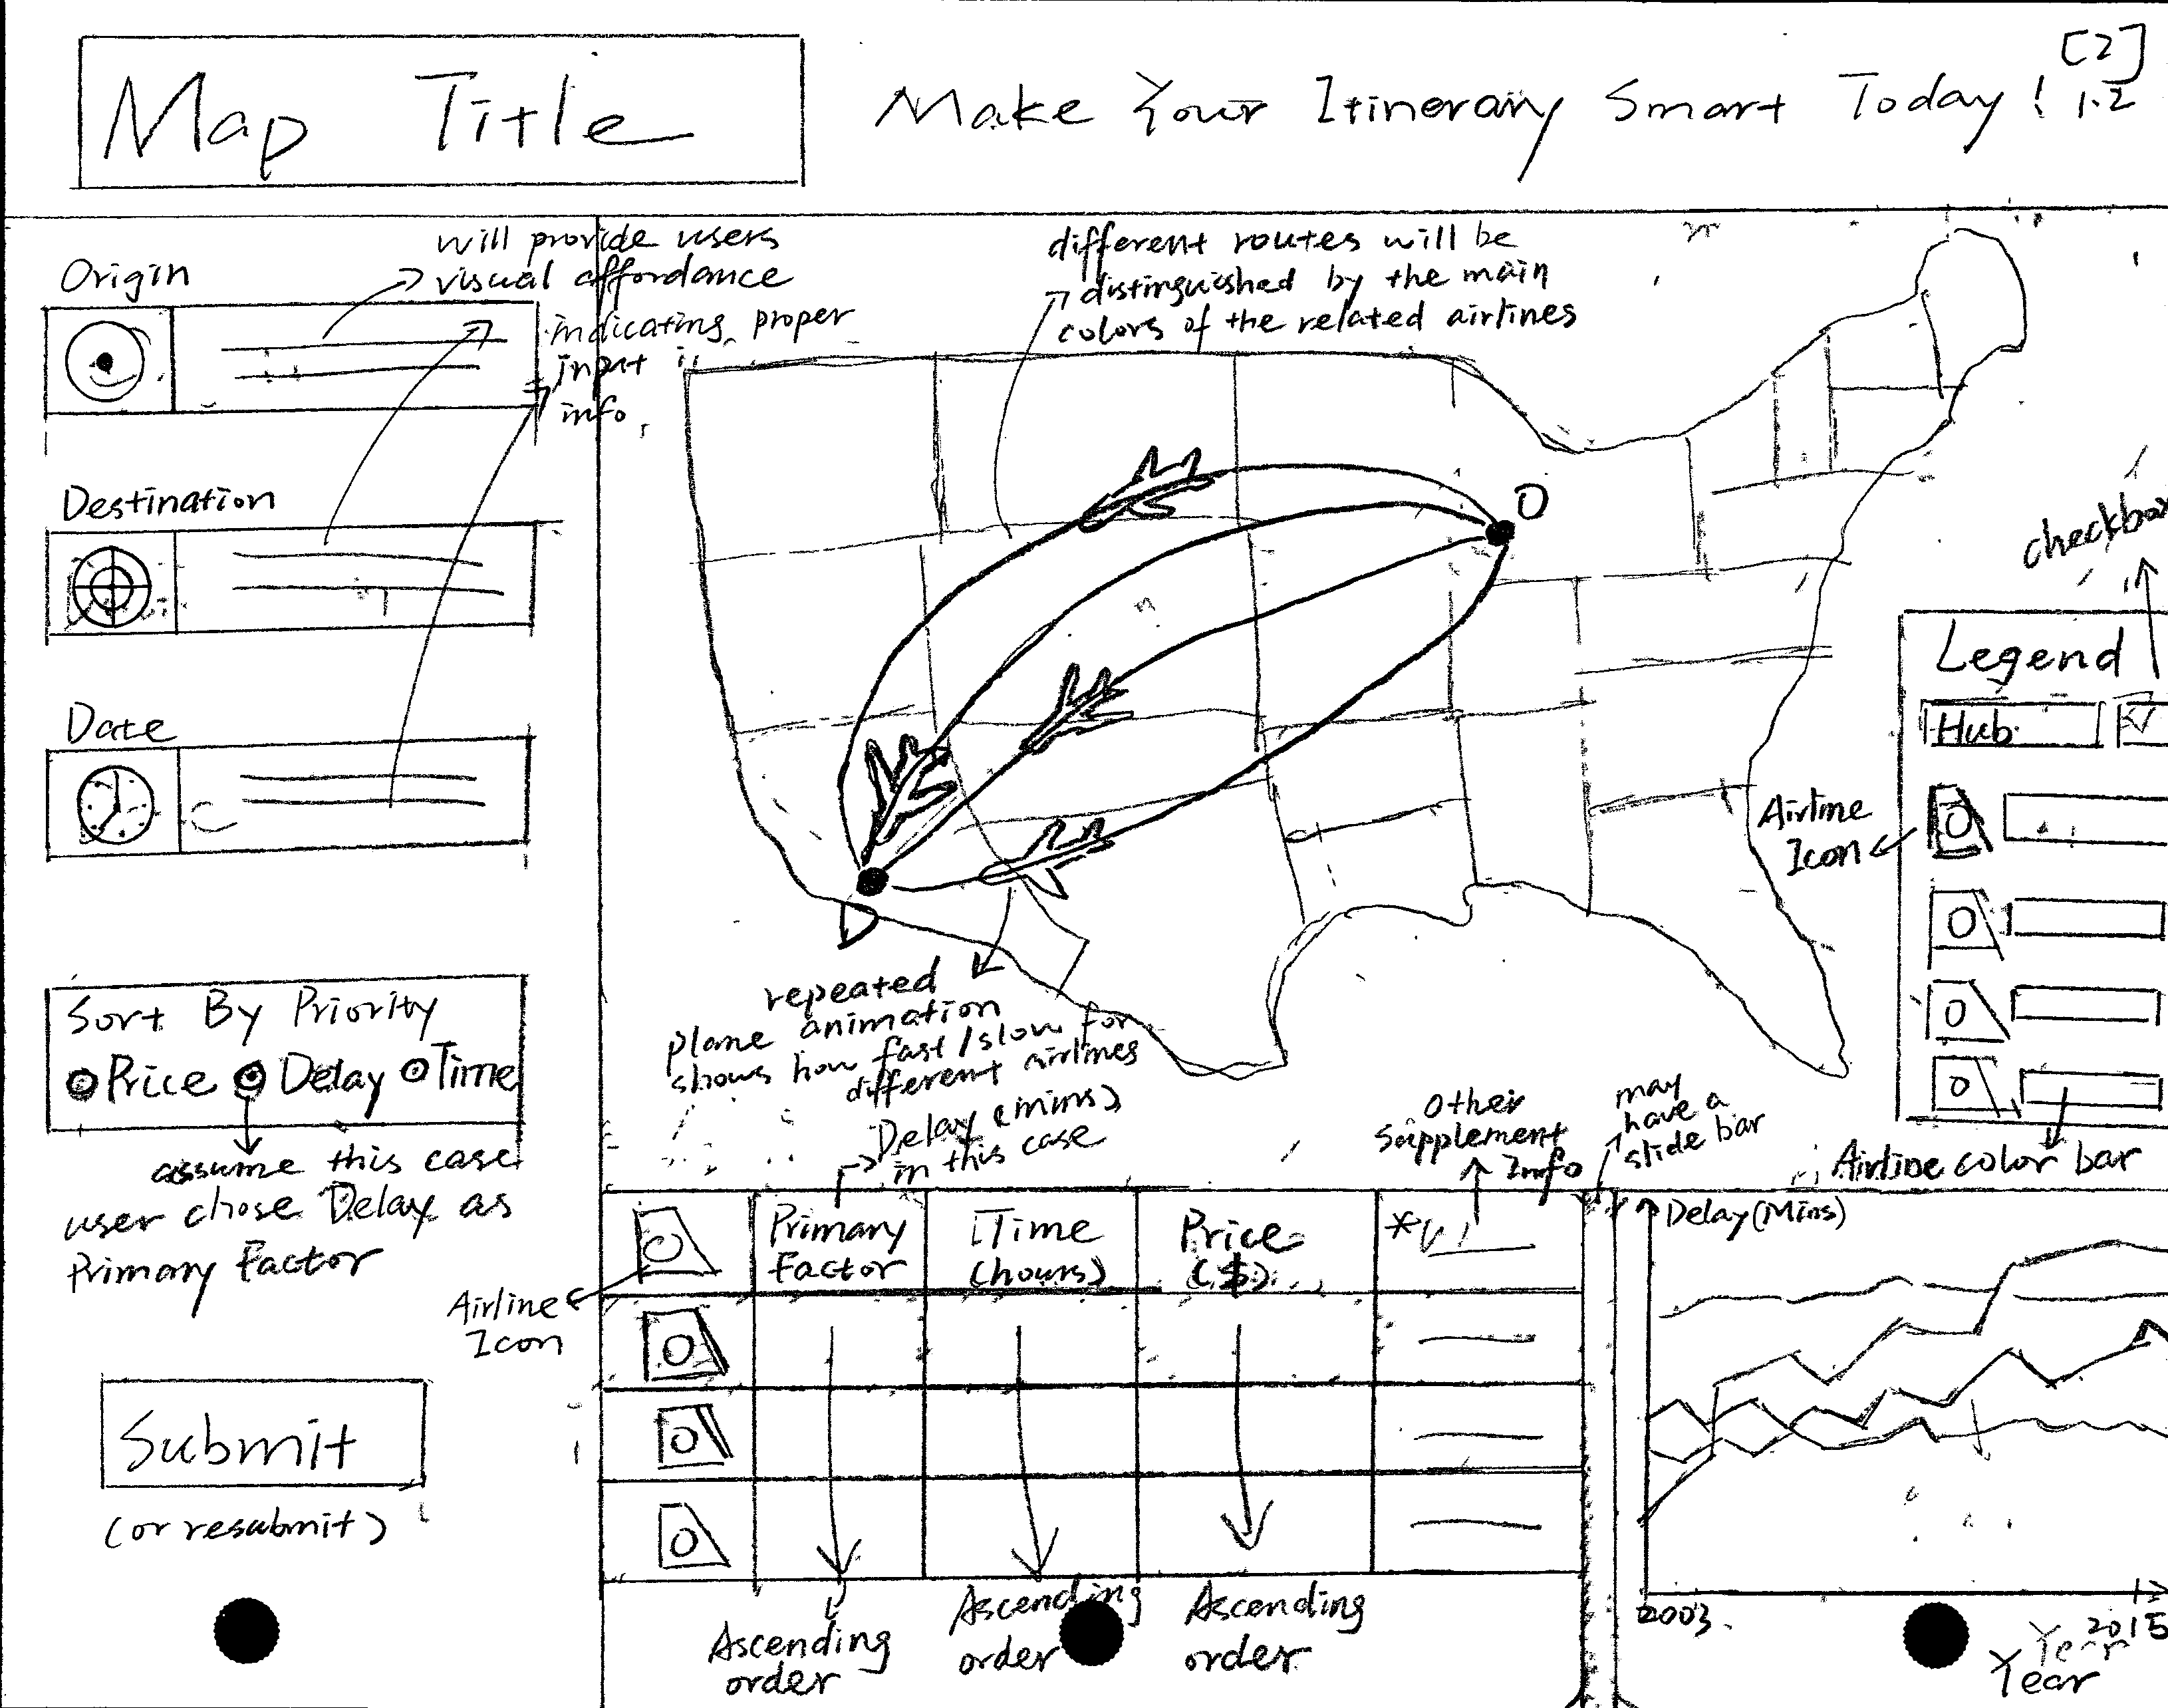 Map Title
Make Your Itinerary Smart Today!
[2]
1.2
Origin
will provide users
visual affordance
indicating proper
input
info
Destination
Date
Sort By Priority
Price
Delay
Time
assume this case
user chose Delay as
Primary Factor
Submit
(or resubmit)
different routes will be
distinguished by the main
colors of the related airlines
O
D
repeated
plane animation
shows how fast/slow for
different airlines
Delay (mins)
in this case
Other
Supplement
Info
may
have a
slide bar
checkbox
Legend
Hub
Airline
Icon
Airline color bar
Primary
Factor
Time
(hours)
Price
($)
Airline
Icon
Ascending
order
Ascending
order
Ascending
order
Delay (Mins)
2003
2015
Year
Year